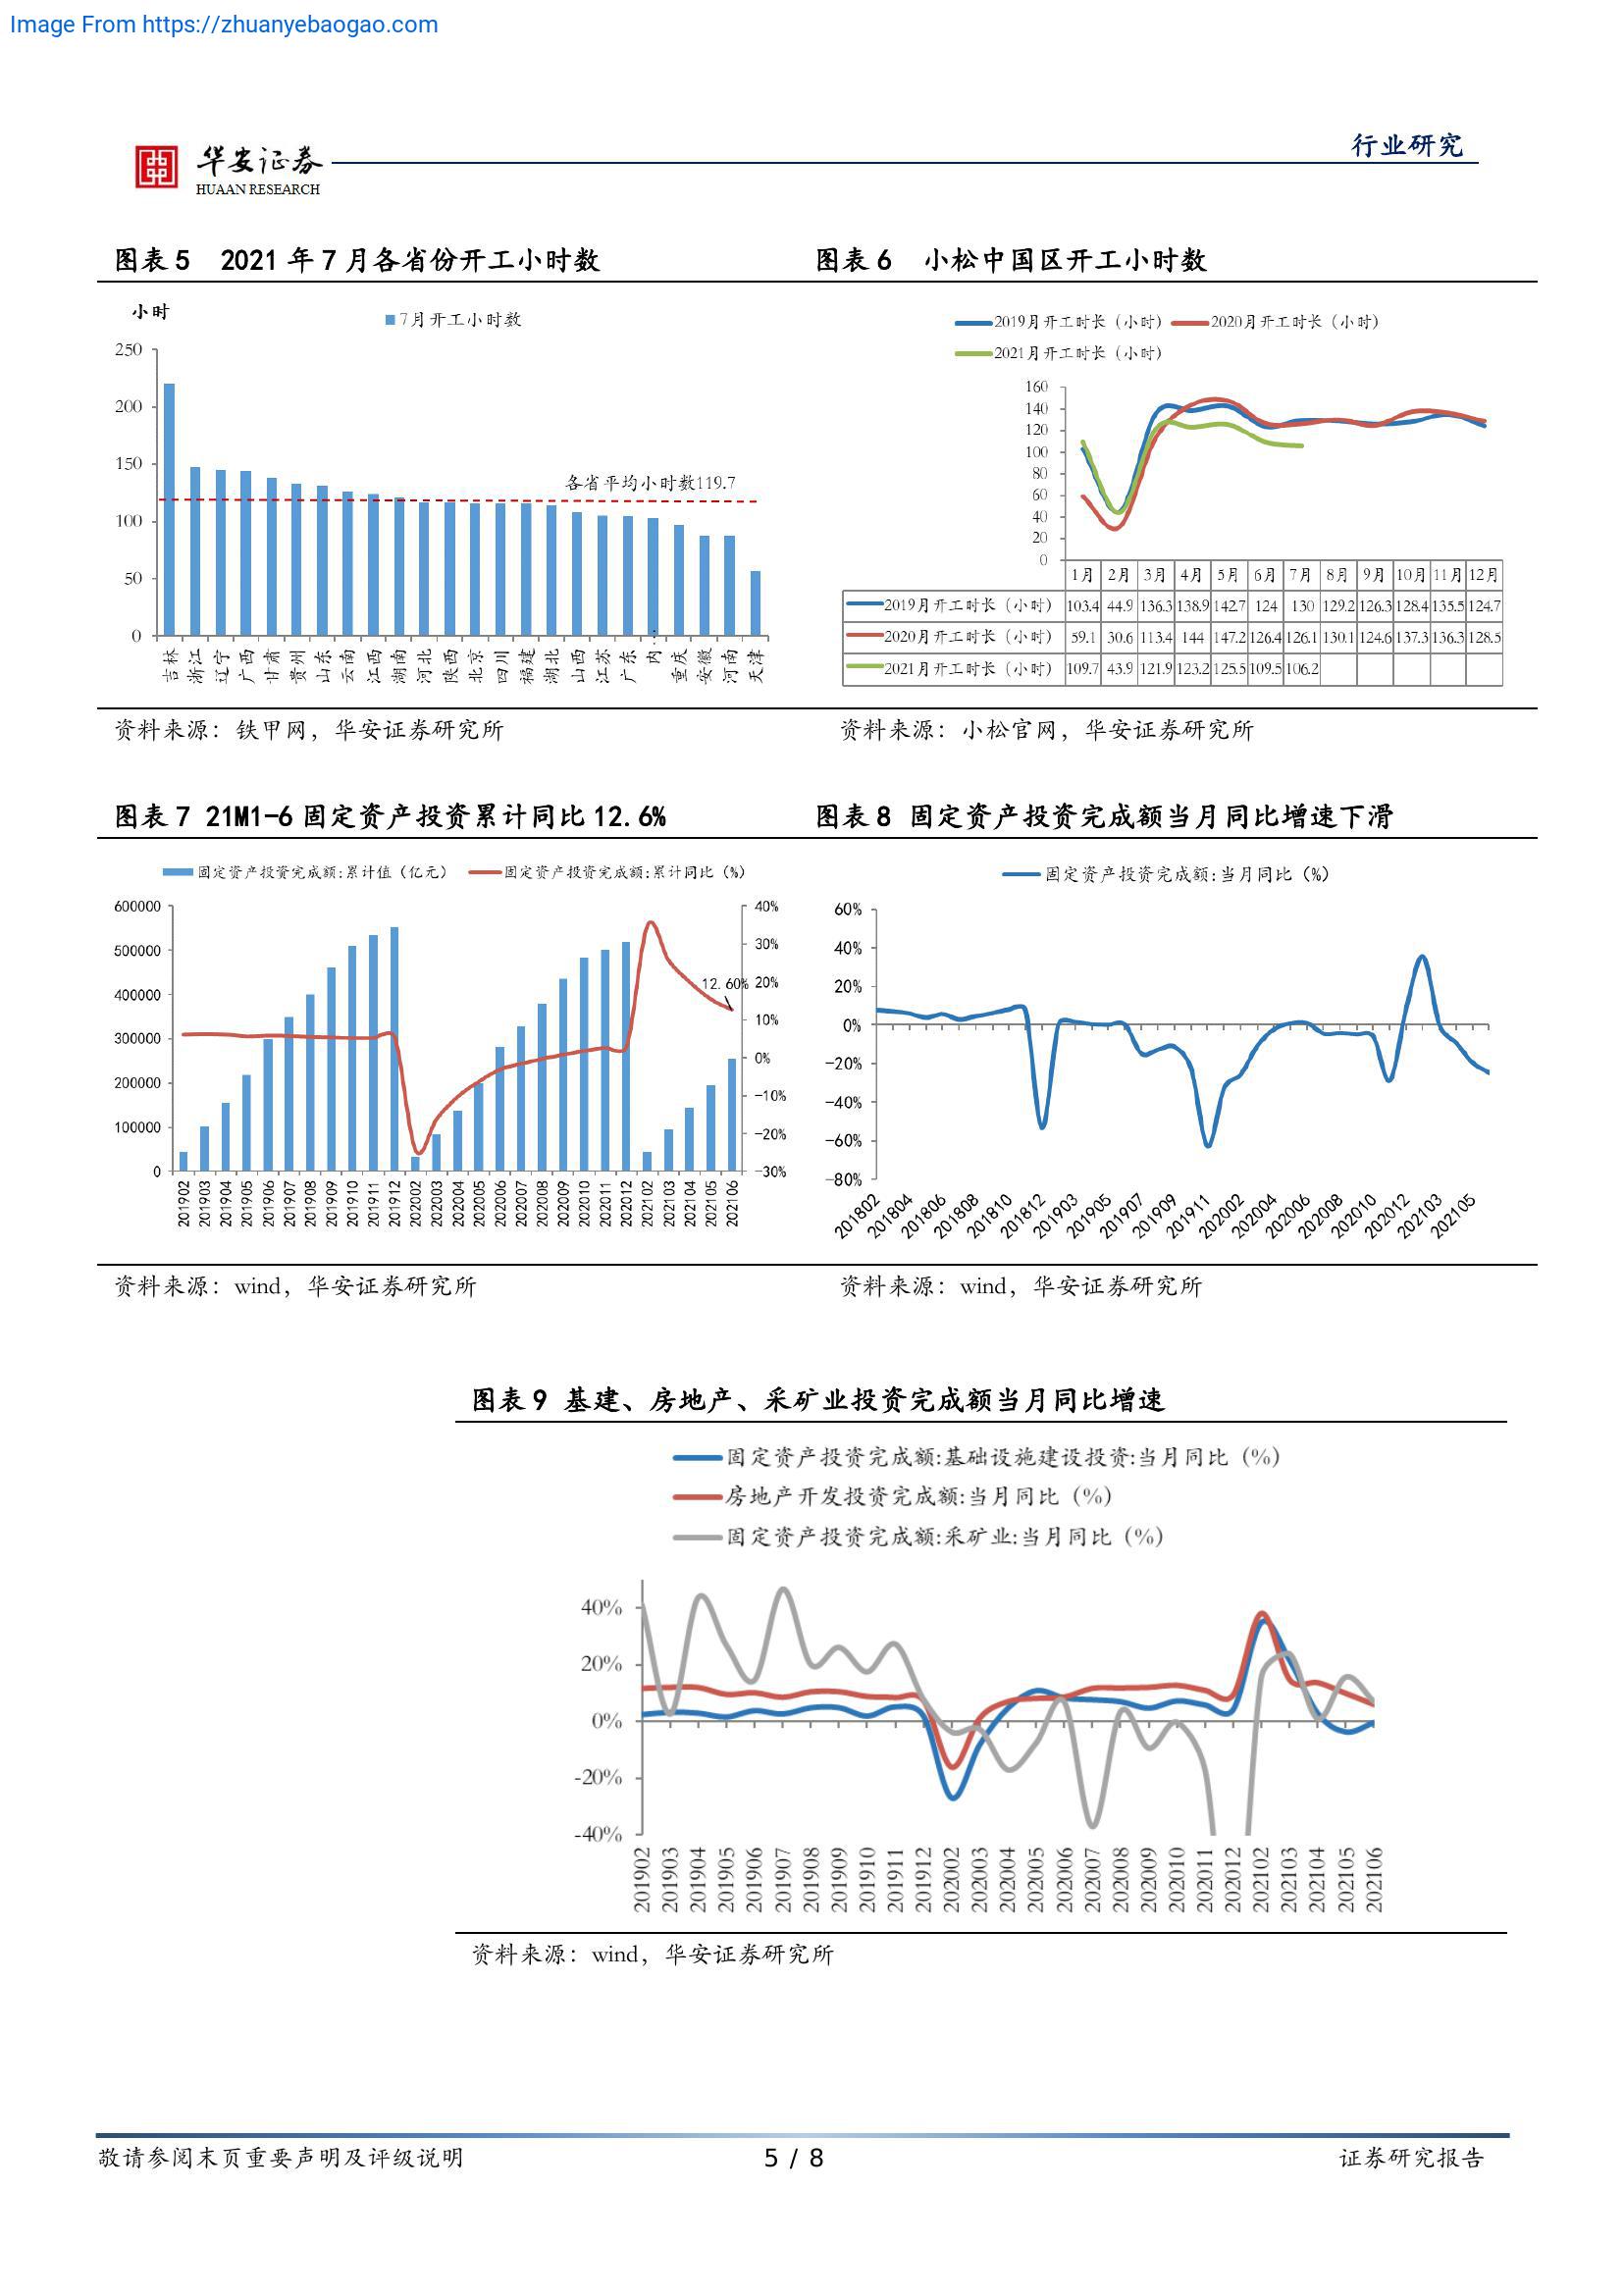 Image From https://zhuanyebaogao.com
华安证券
HUAAN RESEARCH
行业研究
图表 5 2021 年 7 月各省份开工小时数
小时
7月开工小时数
250
200
150
100
50
0
各省平均小时数119.7
吉林 浙江 辽宁 广西 甘肃 贵州 山东 云南 江西 湖南 河北 陕西 北京 四川 福建 湖北 山西 江苏 广东 内… 重庆 安徽 河南 天津
资料来源：铁甲网，华安证券研究所
图表 6 小松中国区开工小时数
2019月开工时长（小时） 2020月开工时长（小时）
2021月开工时长（小时）
160
140
120
100
80
60
40
20
0
1月 2月 3月 4月 5月 6月 7月 8月 9月 10月 11月 12月
2019月开工时长（小时） 103.4 44.9 136.3 138.9 142.7 124 130 129.2 126.3 128.4 135.5 124.7
2020月开工时长（小时） 59.1 30.6 113.4 144 147.2 126.4 126.1 130.1 124.6 137.3 136.3 128.5
2021月开工时长（小时） 109.7 43.9 121.9 123.2 125.5 109.5 106.2
资料来源：小松官网，华安证券研究所
图表 7 21M1-6 固定资产投资累计同比 12.6%
固定资产投资完成额:累计值（亿元） 固定资产投资完成额:累计同比（%）
600000
500000
400000
300000
200000
100000
0
40%
30%
20%
10%
0%
-10%
-20%
-30%
12.60%
201902 201903 201904 201905 201906 201907 201908 201909 201910 201911 201912 202002 202003 202004 202005 202006 202007 202008 202009 202010 202011 202012 202102 202103 202104 202105 202106
资料来源：wind，华安证券研究所
图表 8 固定资产投资完成额当月同比增速下滑
固定资产投资完成额:当月同比（%）
60%
40%
20%
0%
-20%
-40%
-60%
-80%
201802 201804 201806 201808 201810 201812 201903 201905 201907 201909 201911 202002 202004 202006 202008 202010 202012 202103 202105
资料来源：wind，华安证券研究所
图表 9 基建、房地产、采矿业投资完成额当月同比增速
固定资产投资完成额:基础设施建设投资:当月同比（%）
房地产开发投资完成额:当月同比（%）
固定资产投资完成额:采矿业:当月同比（%）
40%
20%
0%
-20%
-40%
201902 201903 201904 201905 201906 201907 201908 201909 201910 201911 201912 202002 202003 202004 202005 202006 202007 202008 202009 202010 202011 202012 202102 202103 202104 202105 202106
资料来源：wind，华安证券研究所
敬请参阅末页重要声明及评级说明
5 / 8
证券研究报告